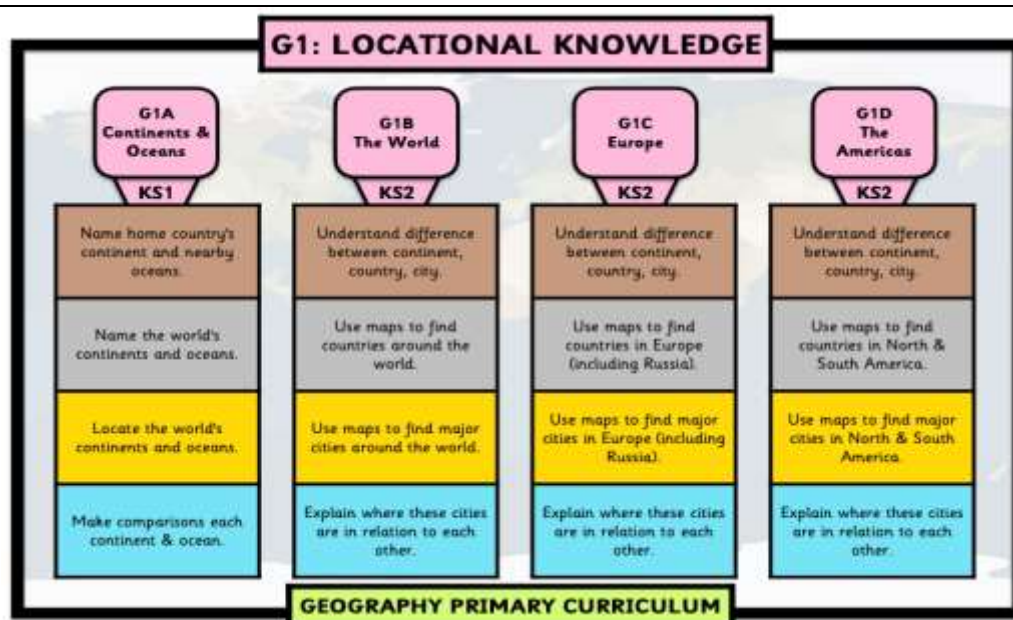 G1: LOCATIONAL KNOWLEDGE
G1A
Continents &
Oceans
KS1
Name home country's
continent and nearby
oceans.
Name the world's
continents and oceans.
Locate the world's
continents and oceans.
Make comparisons each
continent & ocean.
G1B
The World
KS2
Understand difference
between continent,
country, city.
Use maps to find
countries around the
world.
Use maps to find major
cities around the world.
Explain where these cities
are in relation to each
other.
G1C
Europe
KS2
Understand difference
between continent,
country, city.
Use maps to find
countries in Europe
(including Russia).
Use maps to find major
cities in Europe (including
Russia).
Explain where these cities
are in relation to each
other.
G1D
The
Americas
KS2
Understand difference
between continent,
country, city.
Use maps to find
countries in North &
South America.
Use maps to find major
cities in North & South
America.
Explain where these cities
are in relation to each
other.
GEOGRAPHY PRIMARY CURRICULUM